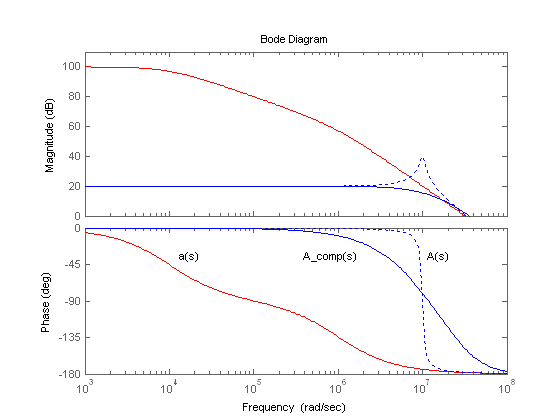 Bode Diagram
100
80
60
40
20
0
Magnitude (dB)
0
-45
-90
-135
-180
Phase (deg)
a(s)
A_comp(s)
A(s)
10^3
10^4
10^5
10^6
10^7
10^8
Frequency (rad/sec)